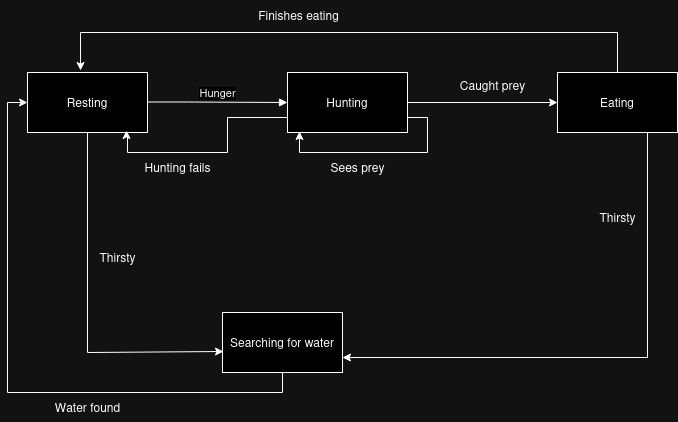 Finishes eating
Resting
Hunger
Hunting
Caught prey
Eating
Hunting fails
Sees prey
Thirsty
Thirsty
Searching for water
Water found